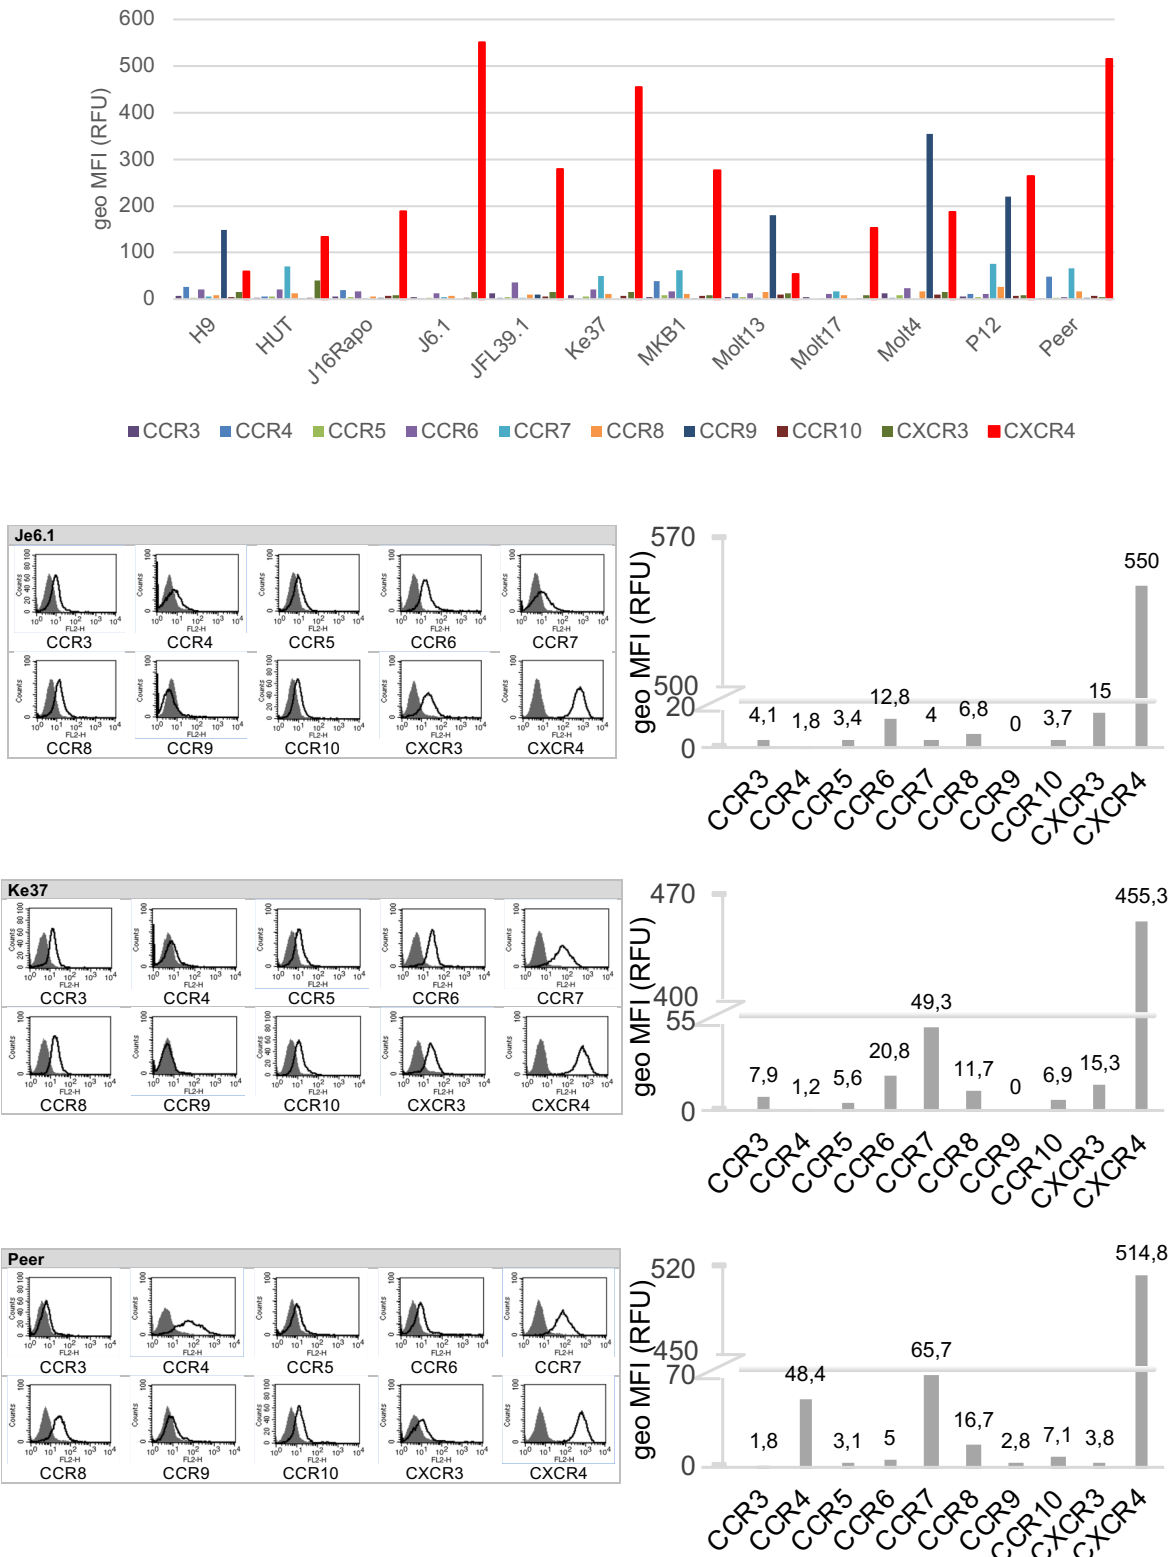 600
500
400
300
200
100
0
geo MFI (RFU)
H9 HUT J16Rapo J6.1 JFL39.1 Ke37 MKB1 Molt13 Molt17 Molt4 P12 Peer
CCR3 CCR4 CCR5 CCR6 CCR7 CCR8 CCR9 CCR10 CXCR3 CXCR4
Je6.1
CCR3 CCR4 CCR5 CCR6 CCR7
CCR8 CCR9 CCR10 CXCR3 CXCR4
geo MFI (RFU)
570
500
20
0
4,1 1,8 3,4 12,8 4 6,8 0 3,7 15 550
CCR3 CCR4 CCR5 CCR6 CCR7 CCR8 CCR9 CCR10 CXCR3 CXCR4
Ke37
CCR3 CCR4 CCR5 CCR6 CCR7
CCR8 CCR9 CCR10 CXCR3 CXCR4
geo MFI (RFU)
470
400
55
0
7,9 1,2 5,6 20,8 49,3 11,7 0 6,9 15,3 455,3
CCR3 CCR4 CCR5 CCR6 CCR7 CCR8 CCR9 CCR10 CXCR3 CXCR4
Peer
CCR3 CCR4 CCR5 CCR6 CCR7
CCR8 CCR9 CCR10 CXCR3 CXCR4
geo MFI (RFU)
520
450
70
0
1,8 48,4 3,1 5 65,7 16,7 2,8 7,1 3,8 514,8
CCR3 CCR4 CCR5 CCR6 CCR7 CCR8 CCR9 CCR10 CXCR3 CXCR4